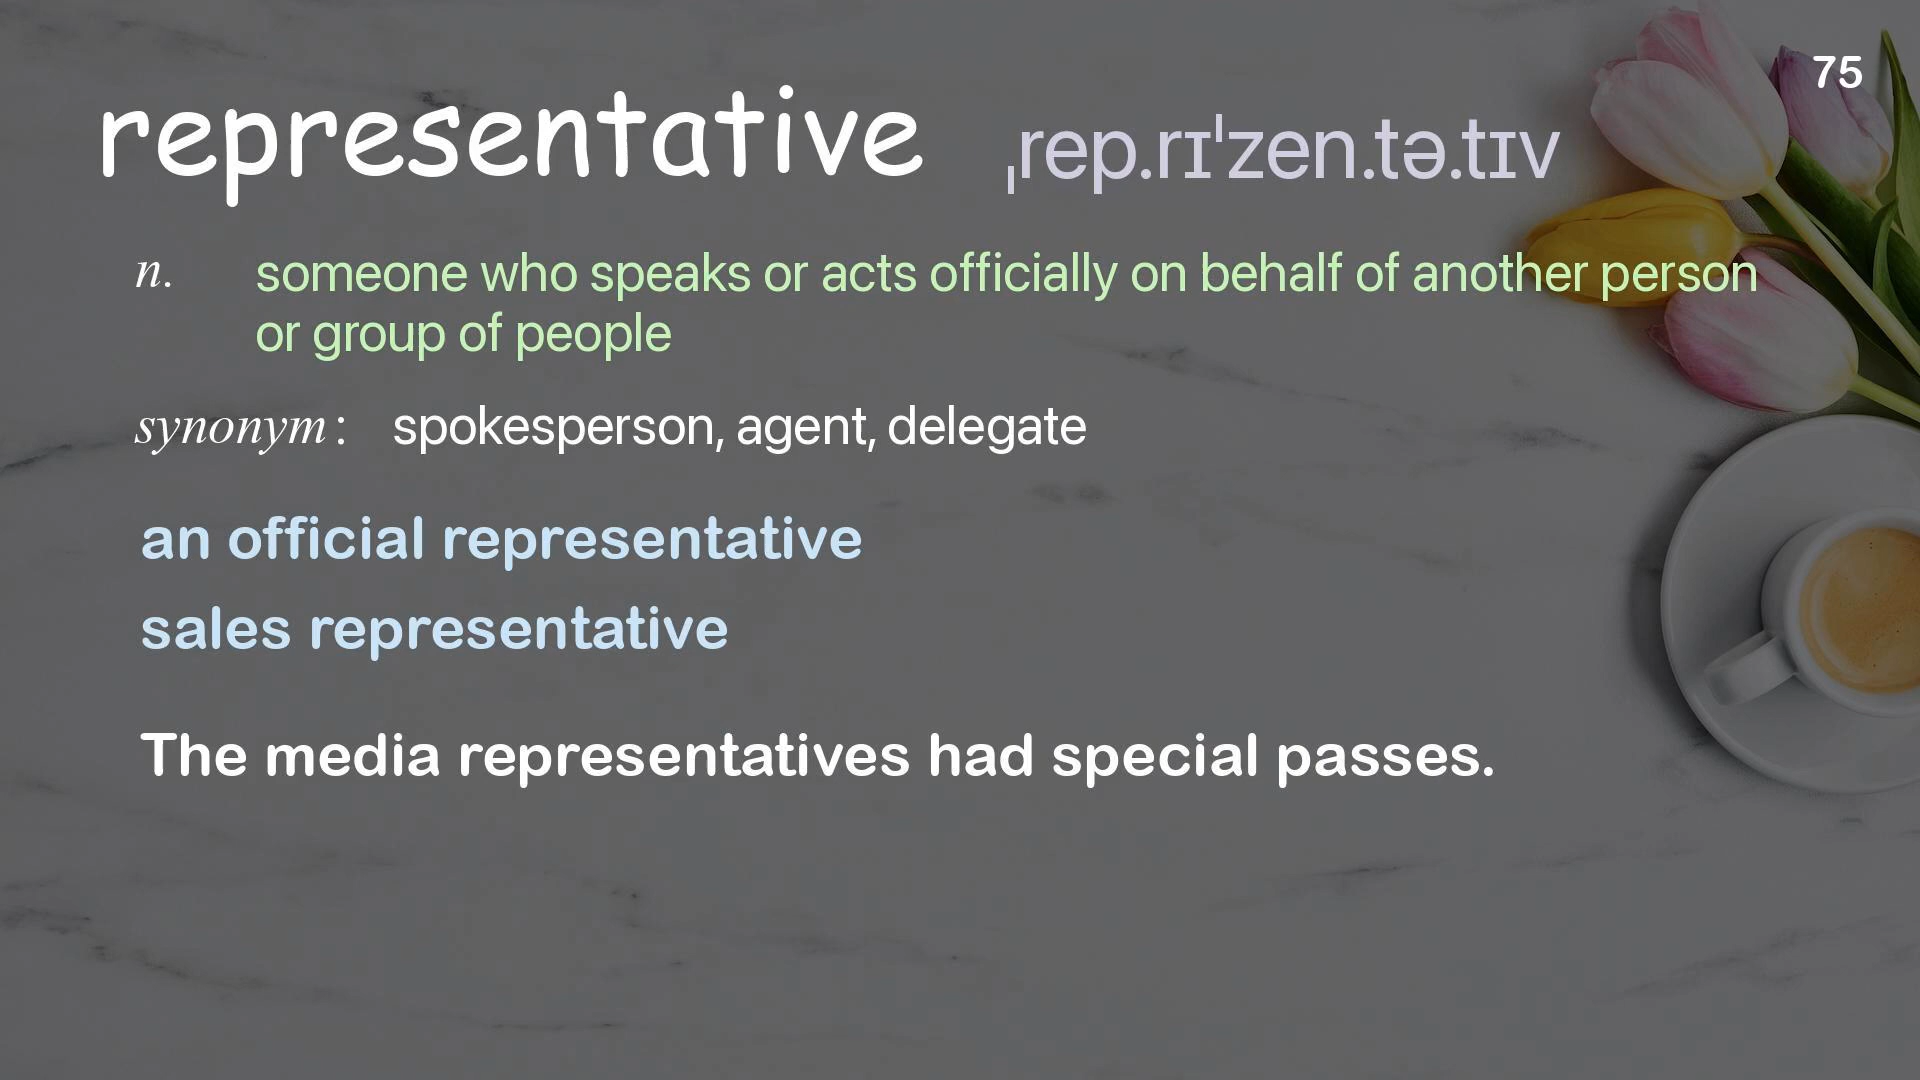 75
representative ˌrep.rɪˈzen.tə.tɪv
n. someone who speaks or acts officially on behalf of another person
or group of people
synonym: spokesperson, agent, delegate
an official representative
sales representative
The media representatives had special passes.